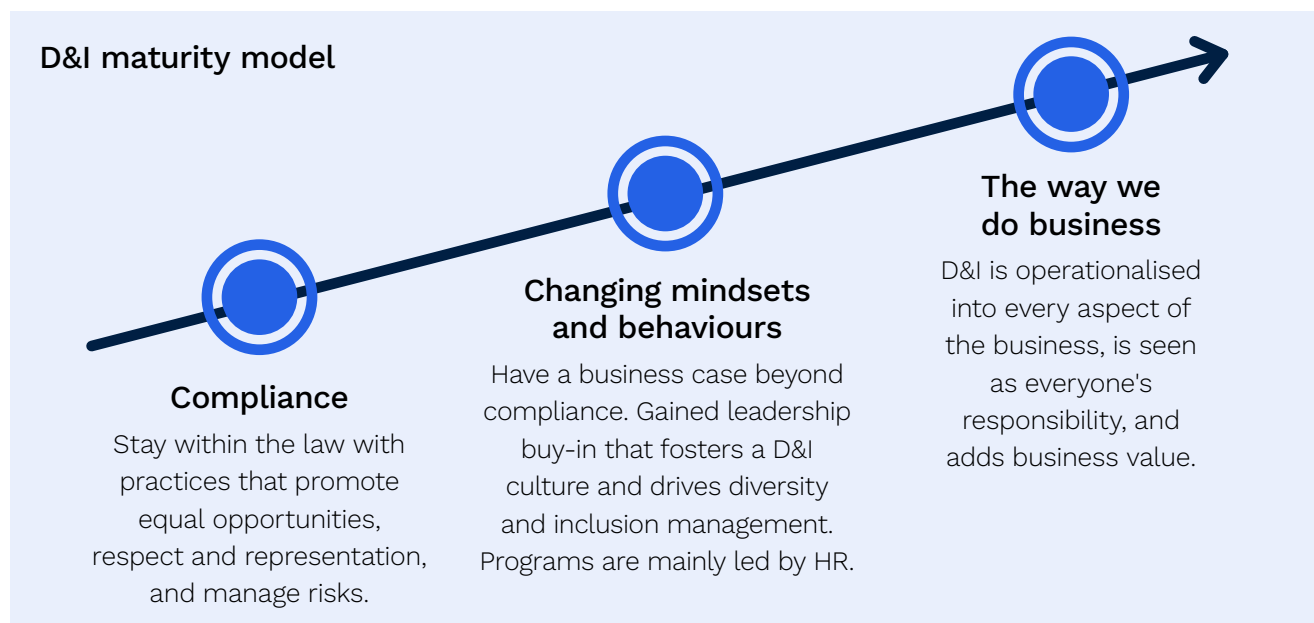 D&I maturity model
Compliance
Stay within the law with
practices that promote
equal opportunities,
respect and representation,
and manage risks.
Changing mindsets
and behaviours
Have a business case beyond
compliance. Gained leadership
buy-in that fosters a D&I
culture and drives diversity
and inclusion management.
Programs are mainly led by HR.
The way we
do business
D&I is operationalised
into every aspect of
the business, is seen
as everyone's
responsibility, and
adds business value.